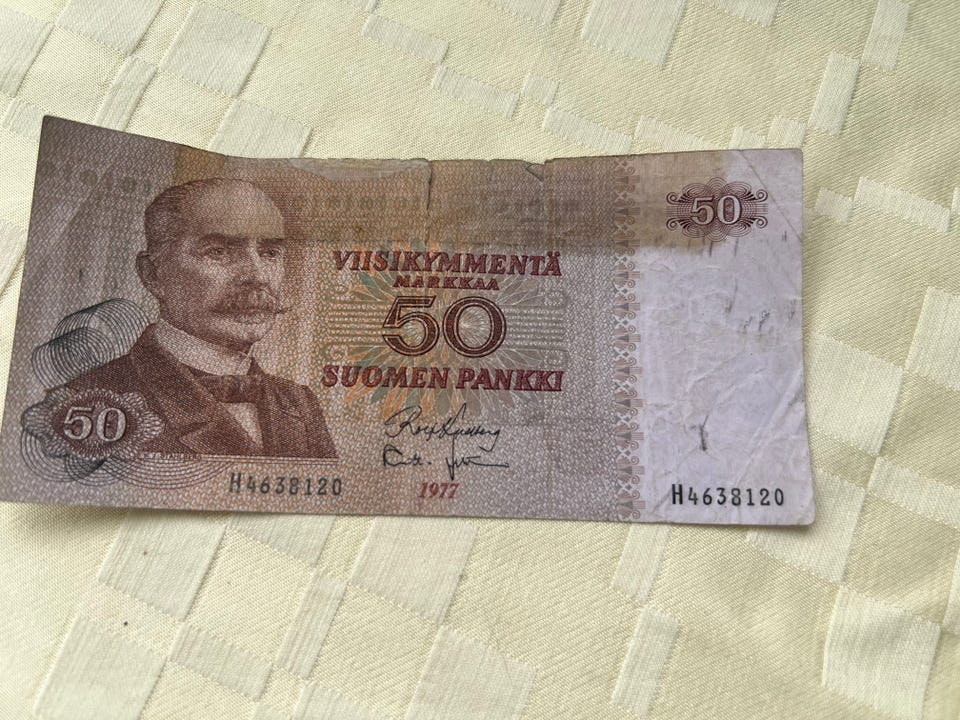 50
VIISIKYMMENTÄ
MARKKAA
50
SUOMEN PANKKI
50
H4638120
1977
H4638120